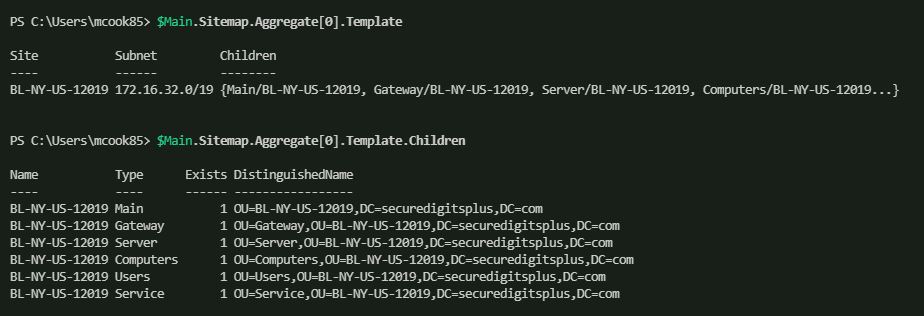 PS C:\Users\mcook85> $Main.Sitemap.Aggregate[0].Template
Site Subnet Children
---- ------ --------
BL-NY-US-12019 172.16.32.0/19 {Main/BL-NY-US-12019, Gateway/BL-NY-US-12019, Server/BL-NY-US-12019, Computers/BL-NY-US-12019...}
PS C:\Users\mcook85> $Main.Sitemap.Aggregate[0].Template.Children
Name Type Exists DistinguishedName
---- ---- ------ -----------------
BL-NY-US-12019 Main 1 OU=BL-NY-US-12019,DC=securedigitsplus,DC=com
BL-NY-US-12019 Gateway 1 OU=Gateway,OU=BL-NY-US-12019,DC=securedigitsplus,DC=com
BL-NY-US-12019 Server 1 OU=Server,OU=BL-NY-US-12019,DC=securedigitsplus,DC=com
BL-NY-US-12019 Computers 1 OU=Computers,OU=BL-NY-US-12019,DC=securedigitsplus,DC=com
BL-NY-US-12019 Users 1 OU=Users,OU=BL-NY-US-12019,DC=securedigitsplus,DC=com
BL-NY-US-12019 Service 1 OU=Service,OU=BL-NY-US-12019,DC=securedigitsplus,DC=com